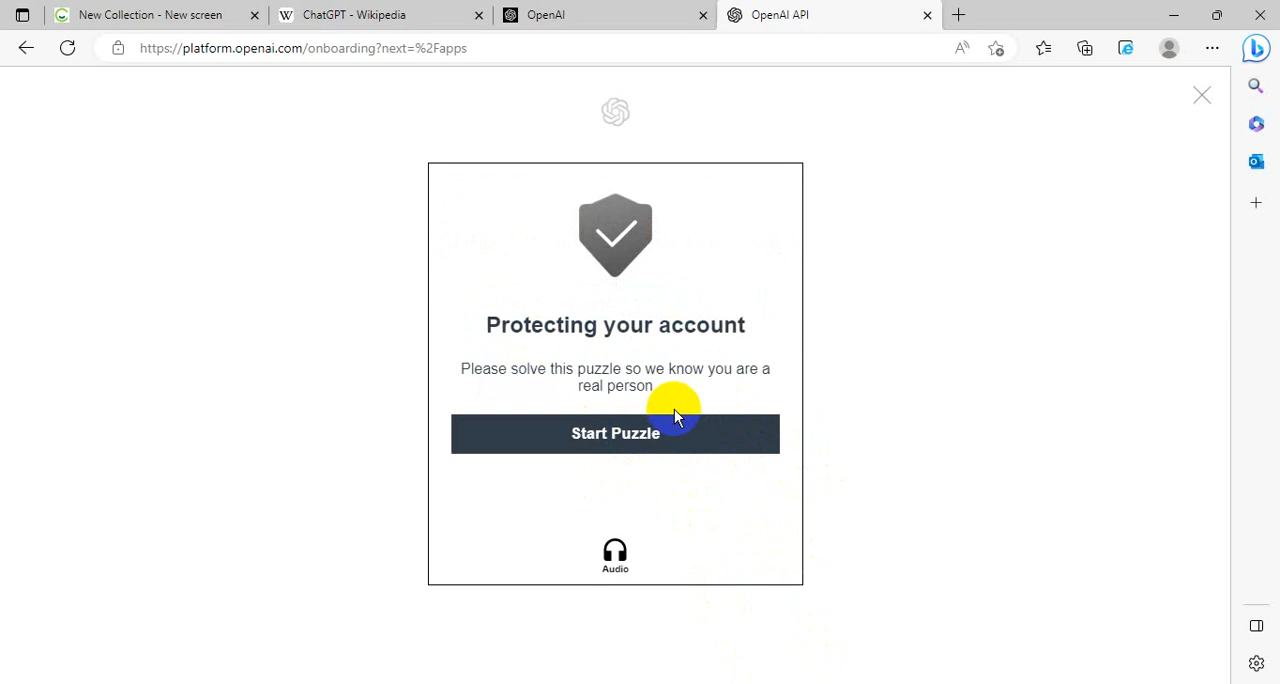 New Collection - New screen
ChatGPT - Wikipedia
OpenAI
OpenAI API
https://platform.openai.com/onboarding?next=%2Fapps
Protecting your account
Please solve this puzzle so we know you are a
real person
Start Puzzle
Audio